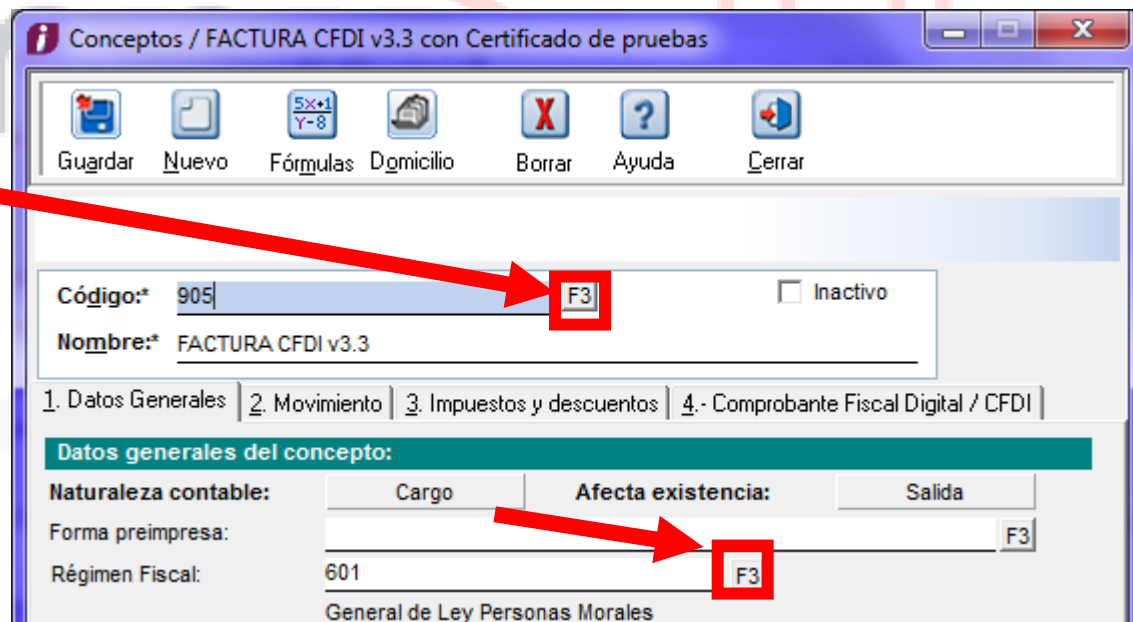 Conceptos / FACTURA CFDI v3.3 con Certificado de pruebas
5X+1
Y-8
X
?
Guardar Nuevo Fórmulas Domicilio Borrar Ayuda Cerrar
Código:* 905 F3 Inactivo
Nombre:* FACTURA CFDI v3.3
1. Datos Generales 2. Movimiento 3. Impuestos y descuentos 4.- Comprobante Fiscal Digital / CFDI
Datos generales del concepto:
Naturaleza contable: Cargo Afecta existencia: Salida
Forma preimpresa: F3
Régimen Fiscal: 601 F3
General de Ley Personas Morales